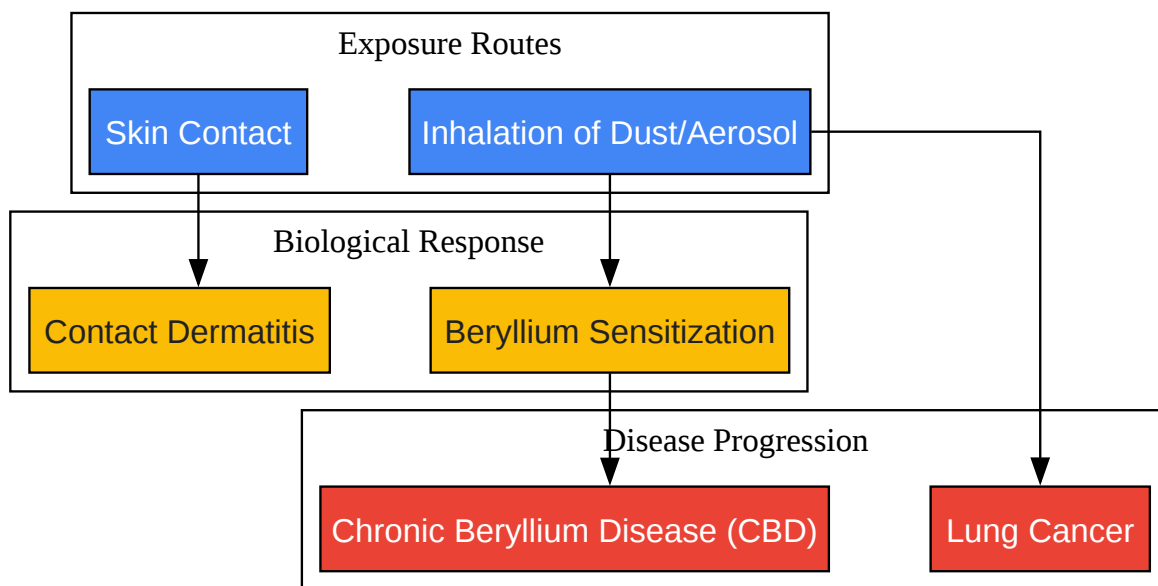 Exposure Routes
Skin Contact
Inhalation of Dust/Aerosol
Biological Response
Contact Dermatitis
Beryllium Sensitization
Disease Progression
Chronic Beryllium Disease (CBD)
Lung Cancer